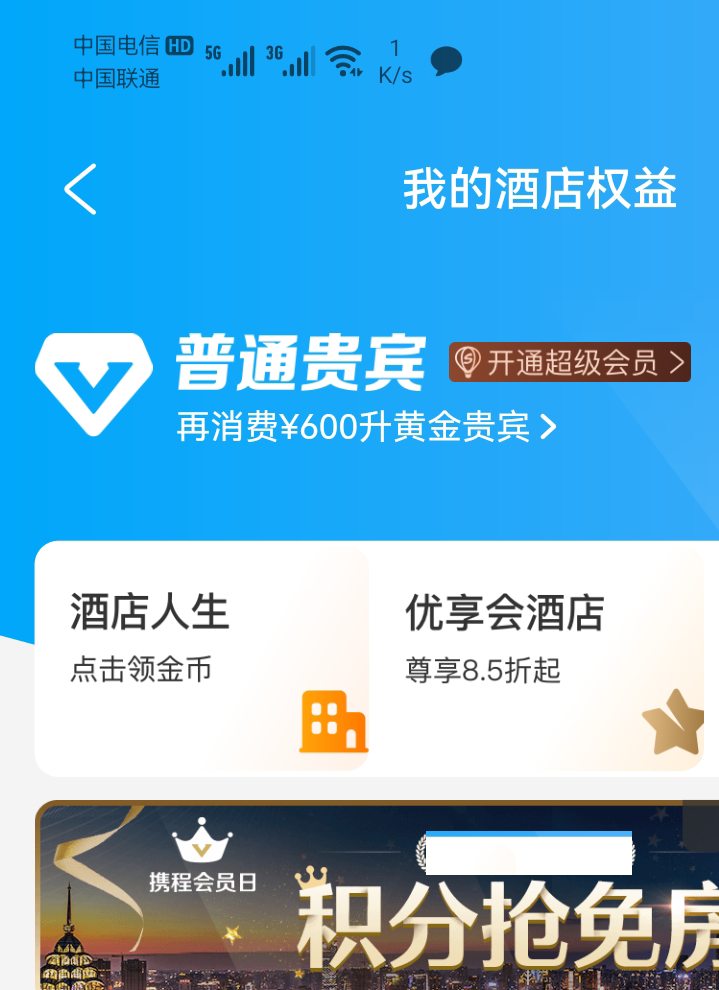 中国电信 HD 5G 3G 1
中国联通 K/s
我的酒店权益
普通贵宾 开通超级会员
再消费¥600升黄金贵宾
酒店人生 优享会酒店
点击领金币 尊享8.5折起
携程会员日
积分抢免房